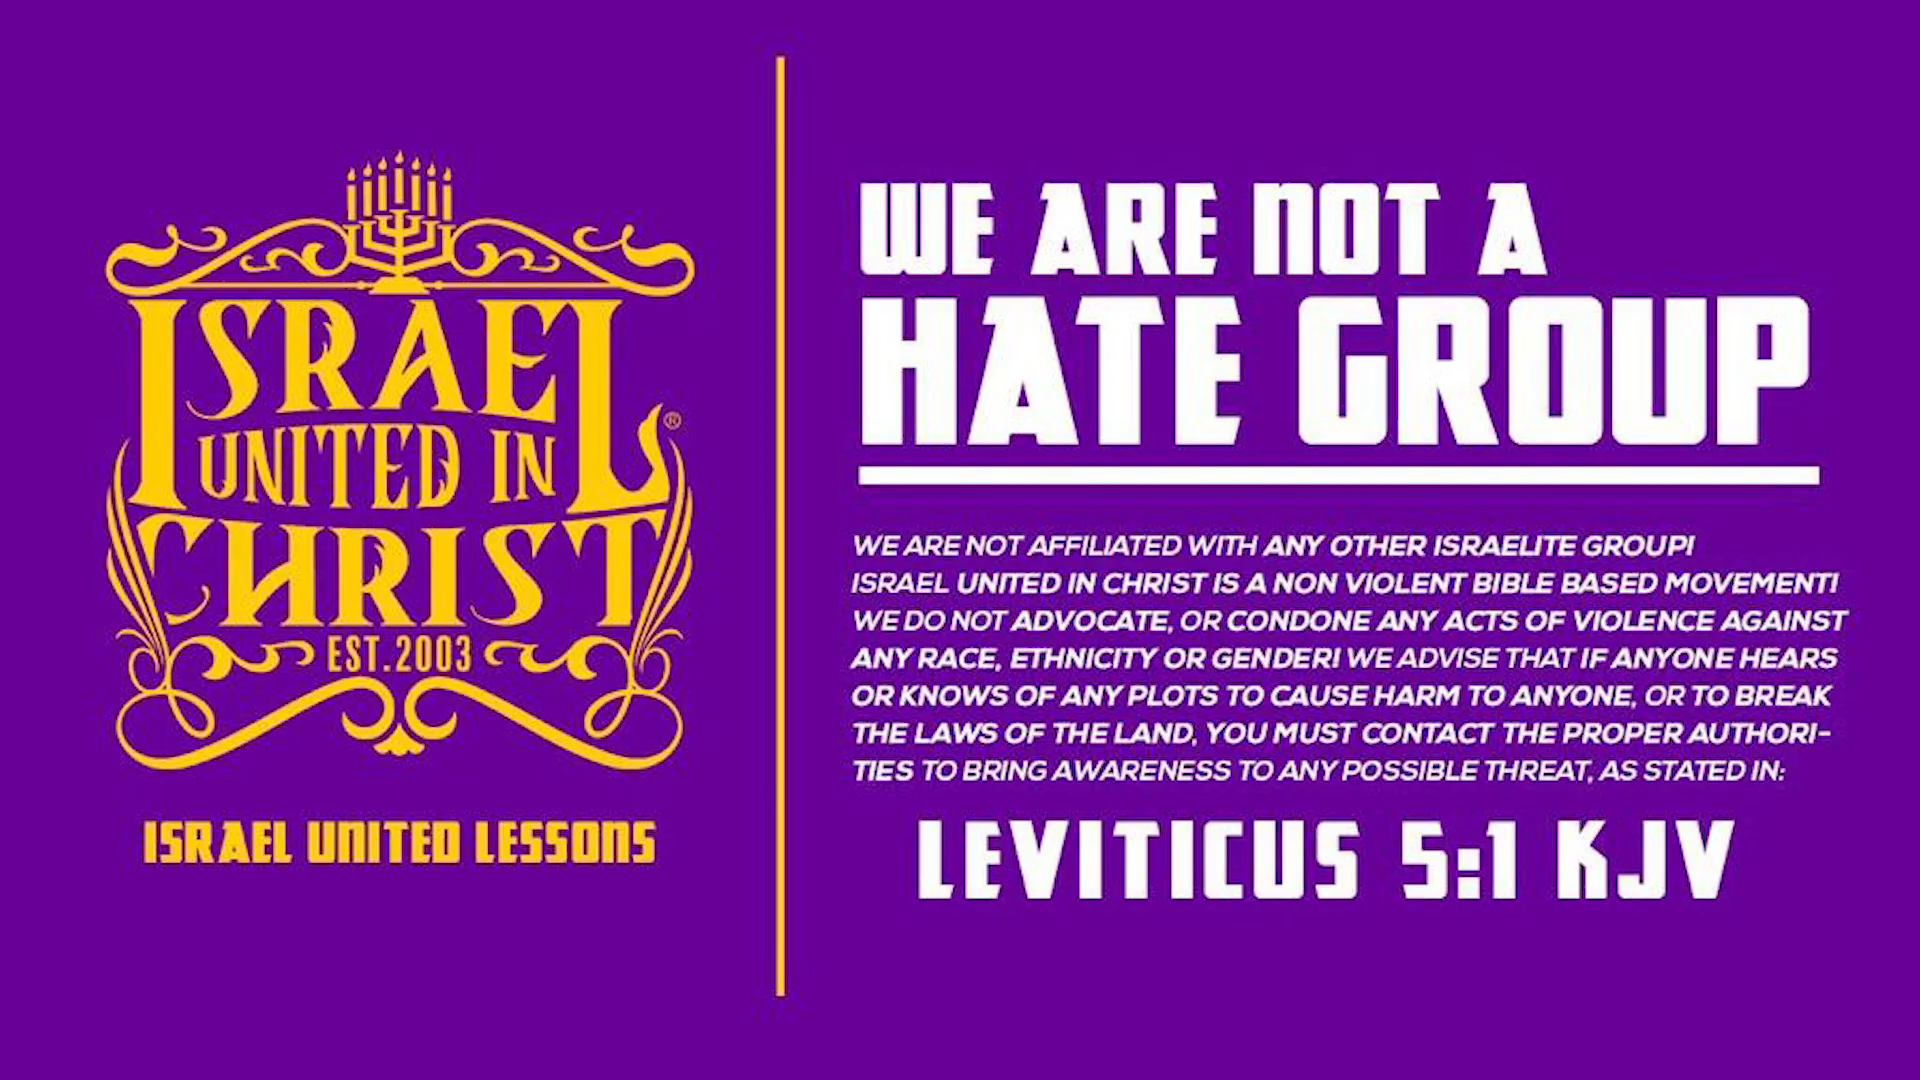 ISRAEL
UNITED IN
CHRIST
®
EST.2003
ISRAEL UNITED LESSONS
WE ARE NOT A
HATE GROUP
WE ARE NOT AFFILIATED WITH ANY OTHER ISRAELITE GROUP!
ISRAEL UNITED IN CHRIST IS A NON VIOLENT BIBLE BASED MOVEMENT!
WE DO NOT ADVOCATE, OR CONDONE ANY ACTS OF VIOLENCE AGAINST
ANY RACE, ETHNICITY OR GENDER! WE ADVISE THAT IF ANYONE HEARS
OR KNOWS OF ANY PLOTS TO CAUSE HARM TO ANYONE, OR TO BREAK
THE LAWS OF THE LAND, YOU MUST CONTACT THE PROPER AUTHORI-
TIES TO BRING AWARENESS TO ANY POSSIBLE THREAT, AS STATED IN:
LEVITICUS 5:1 KJV